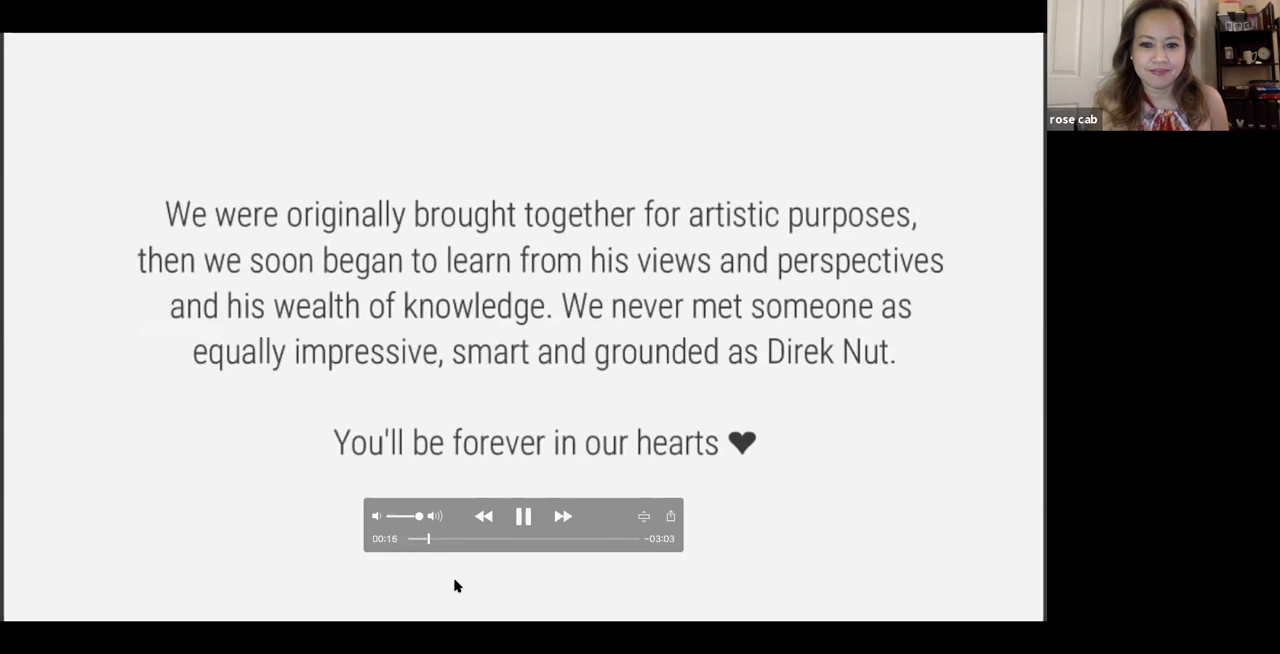 We were originally brought together for artistic purposes,
then we soon began to learn from his views and perspectives
and his wealth of knowledge. We never met someone as
equally impressive, smart and grounded as Direk Nut.
You'll be forever in our hearts ♥
00:16
-03:03
rose cab